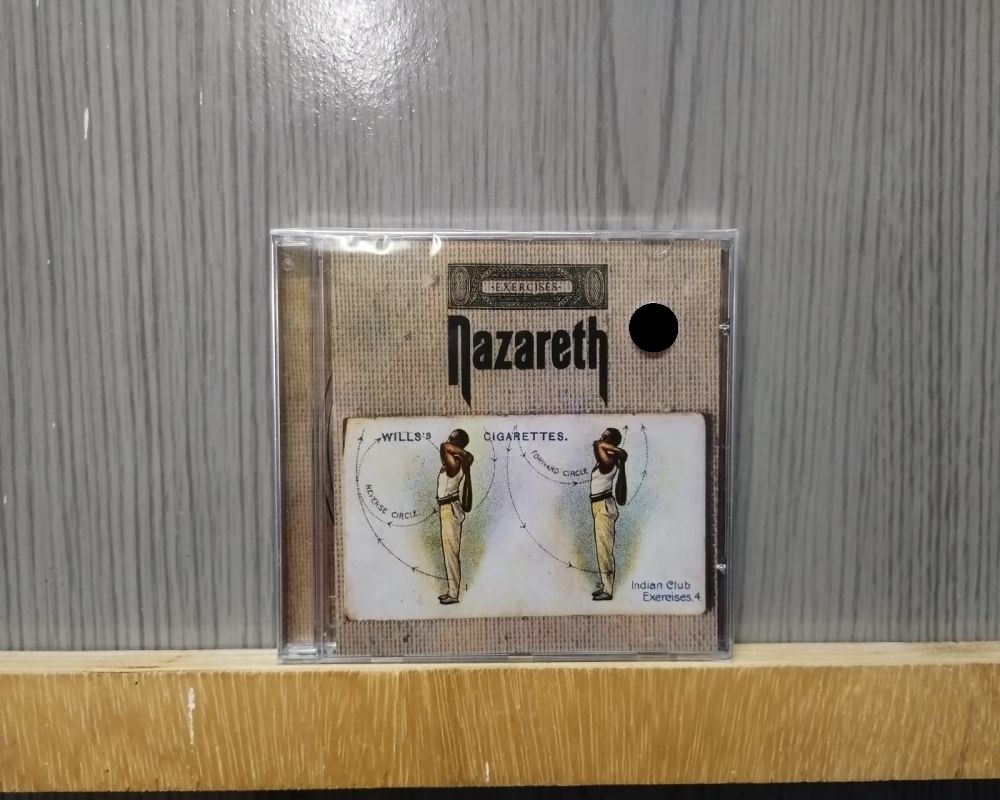 ·EXERCISES·
Nazareth
WILLS'S CIGARETTES.
REVERSE CIRCLE.
FORWARD CIRCLE
Indian Club
Exercises. 4.